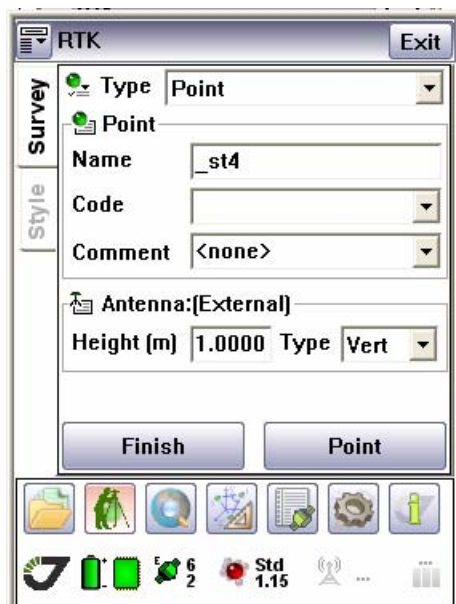 RTK Exit
Survey
Style
Type Point
Point
Name _st4
Code
Comment <none>
Antenna:(External)
Height (m) 1.0000 Type Vert
Finish Point
E 6 Std
2 1.15 ...